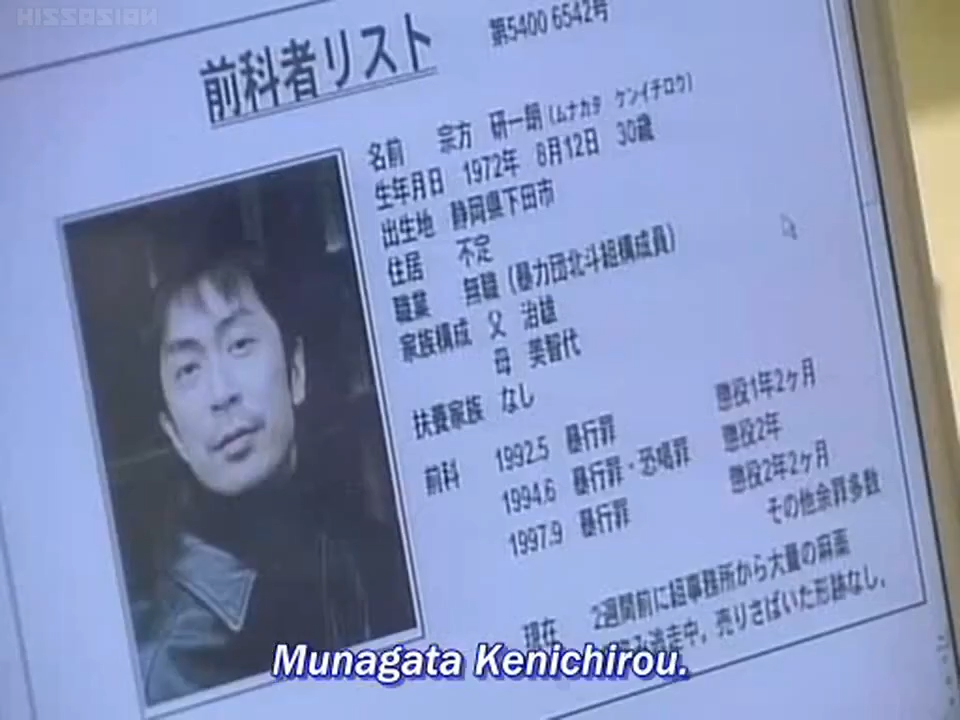 HISSASIAN
前科者リスト
第5400 6542号
名前 宗方 研一朗 (ムナカタ ケンイチロウ)
生年月日 1972年 8月12日 30歳
出生地 静岡県下田市
住居 不定
職業 無職 (暴力団北斗組構成員)
家族構成 父 治雄
母 美智代
扶養家族 なし
前科 1992.5 暴行罪 懲役1年2ヶ月
1994.6 暴行罪・恐喝罪 懲役2年
1997.9 暴行罪 懲役2年2ヶ月
その他余罪多数
現在 2週間前に組事務所から大量の麻薬
逃走中。売りさばいた形跡なし。
Munagata Kenichirou.